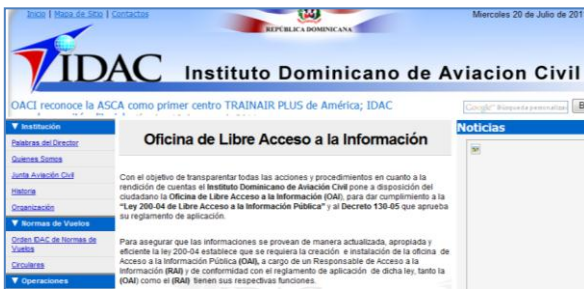 Inicio | Mapa de Sitio | Contactos
REPÚBLICA DOMINICANA
Miercoles 20 de Julio de 201
IDAC Instituto Dominicano de Aviacion Civil
OACI reconoce la ASCA como primer centro TRAINAIR PLUS de América; IDAC
Google Búsqueda personalizada
B
Institución
Palabras del Director
Quienes Somos
Junta Aviación Civil
Historia
Organización
Normas de Vuelos
Orden IDAC de Normas de
Vuelos
Circulares
Operaciones
Oficina de Libre Acceso a la Información
Con el objetivo de transparentar todas las acciones y procedimientos en cuanto a la
rendición de cuentas el Instituto Dominicano de Aviación Civil pone a disposición del
ciudadano la Oficina de Libre Acceso a la Información (OAI), para dar cumplimiento a la
"Ley 200-04 de Libre Acceso a la Información Pública" y al Decreto 130-05 que aprueba
su reglamento de aplicación.
Para asegurar que las informaciones se provean de manera actualizada, apropiada y
eficiente la ley 200-04 establece que se requiera la creación e instalación de la oficina de
Acceso a la Información Pública (OAI), a cargo de un Responsable de Acceso a la
Información (RAI) y de conformidad con el reglamento de aplicación de dicha ley, tanto la
(OAI) como el (RAI) tienen sus respectivas funciones.
Noticias